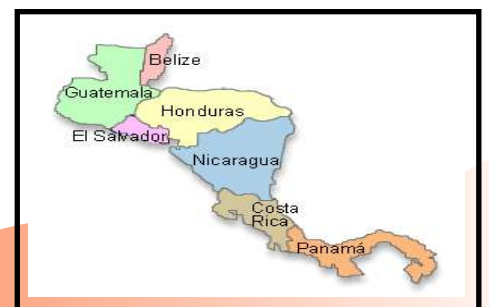 Belize
Guatemala
Honduras
El Salvador
Nicaragua
Costa
Rica
Panamá